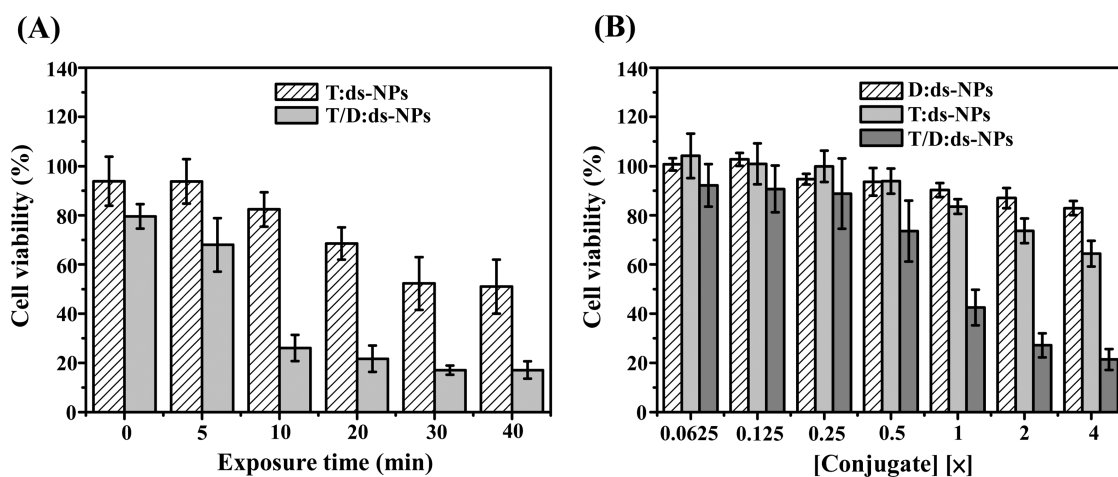 (A)
140
120
100
80
60
40
20
0
Cell viability (%)
T:ds-NPs
T/D:ds-NPs
0 5 10 20 30 40
Exposure time (min)
(B)
140
120
100
80
60
40
20
0
Cell viability (%)
D:ds-NPs
T:ds-NPs
T/D:ds-NPs
0.0625 0.125 0.25 0.5 1 2 4
[Conjugate] [×]